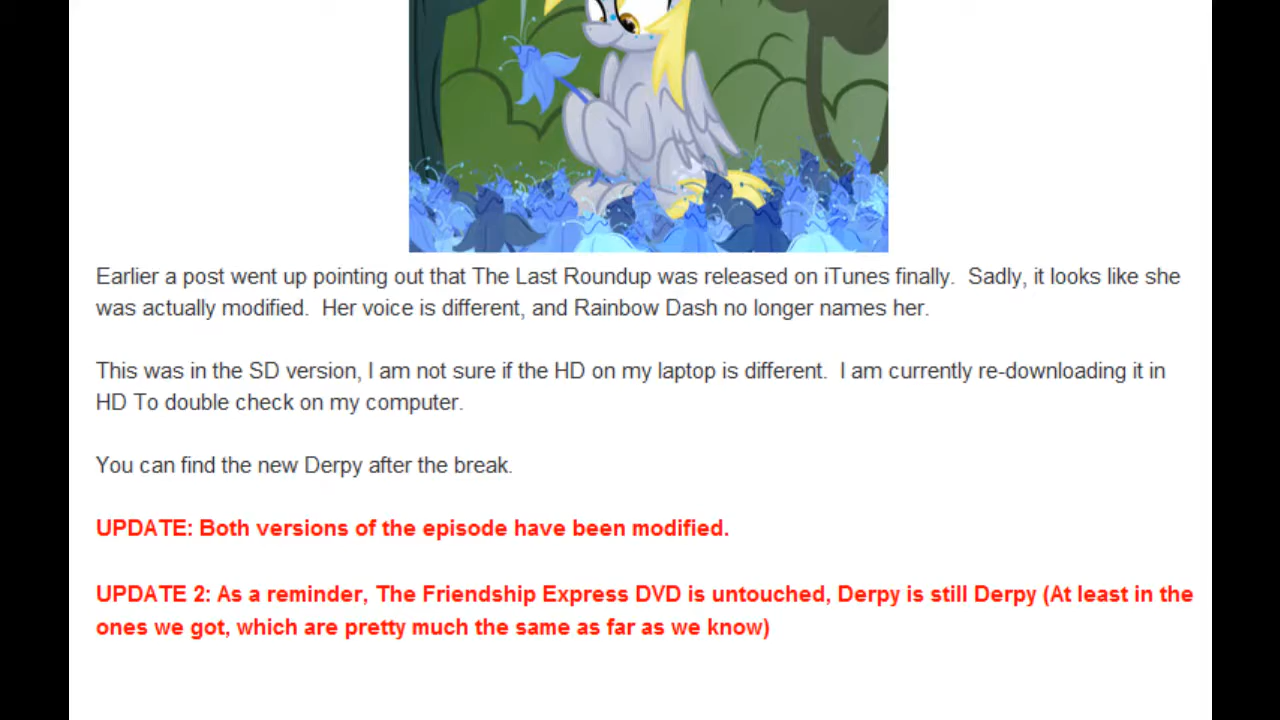 Earlier a post went up pointing out that The Last Roundup was released on iTunes finally.  Sadly, it looks like she
was actually modified.  Her voice is different, and Rainbow Dash no longer names her.
This was in the SD version, I am not sure if the HD on my laptop is different.  I am currently re-downloading it in
HD To double check on my computer.
You can find the new Derpy after the break.
UPDATE: Both versions of the episode have been modified.
UPDATE 2: As a reminder, The Friendship Express DVD is untouched, Derpy is still Derpy (At least in the
ones we got, which are pretty much the same as far as we know)